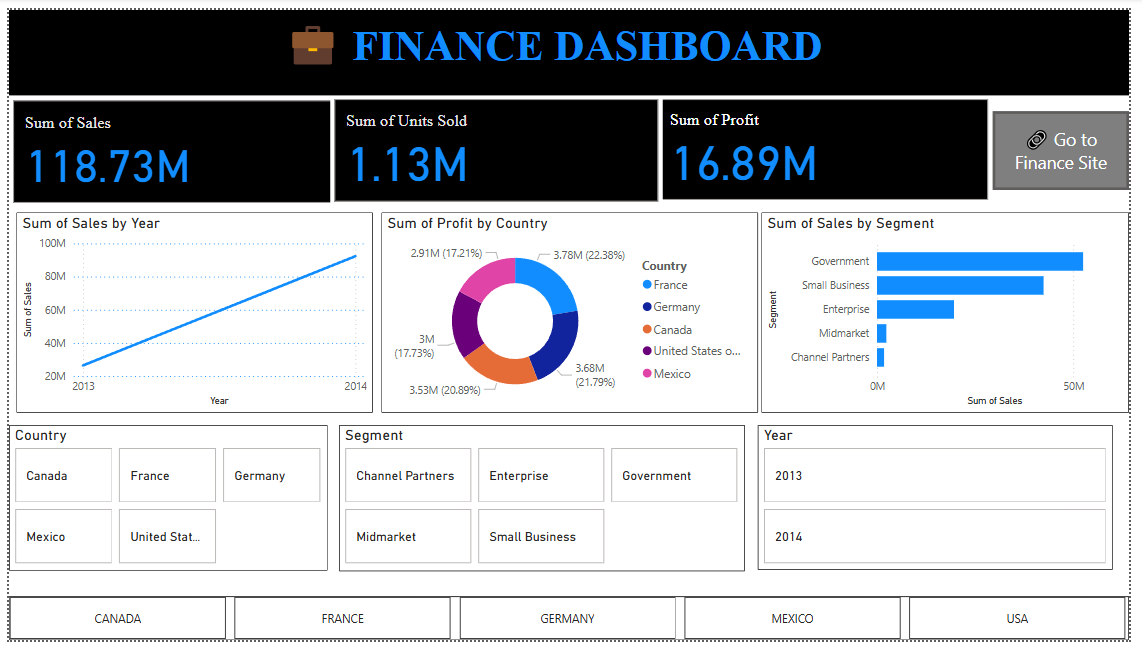 FINANCE DASHBOARD
Sum of Sales
118.73M
Sum of Units Sold
1.13M
Sum of Profit
16.89M
Go to
Finance Site
Sum of Sales by Year
100M
80M
60M
40M
20M
Sum of Sales
2013
2014
Year
Sum of Profit by Country
2.91M (17.21%)
3.78M (22.38%)
3M
(17.73%)
3.68M
(21.79%)
3.53M (20.89%)
Country
France
Germany
Canada
United States o...
Mexico
Sum of Sales by Segment
Segment
Government
Small Business
Enterprise
Midmarket
Channel Partners
0M
50M
Sum of Sales
Country
Canada
France
Germany
Mexico
United Stat...
Segment
Channel Partners
Enterprise
Government
Midmarket
Small Business
Year
2013
2014
CANADA
FRANCE
GERMANY
MEXICO
USA